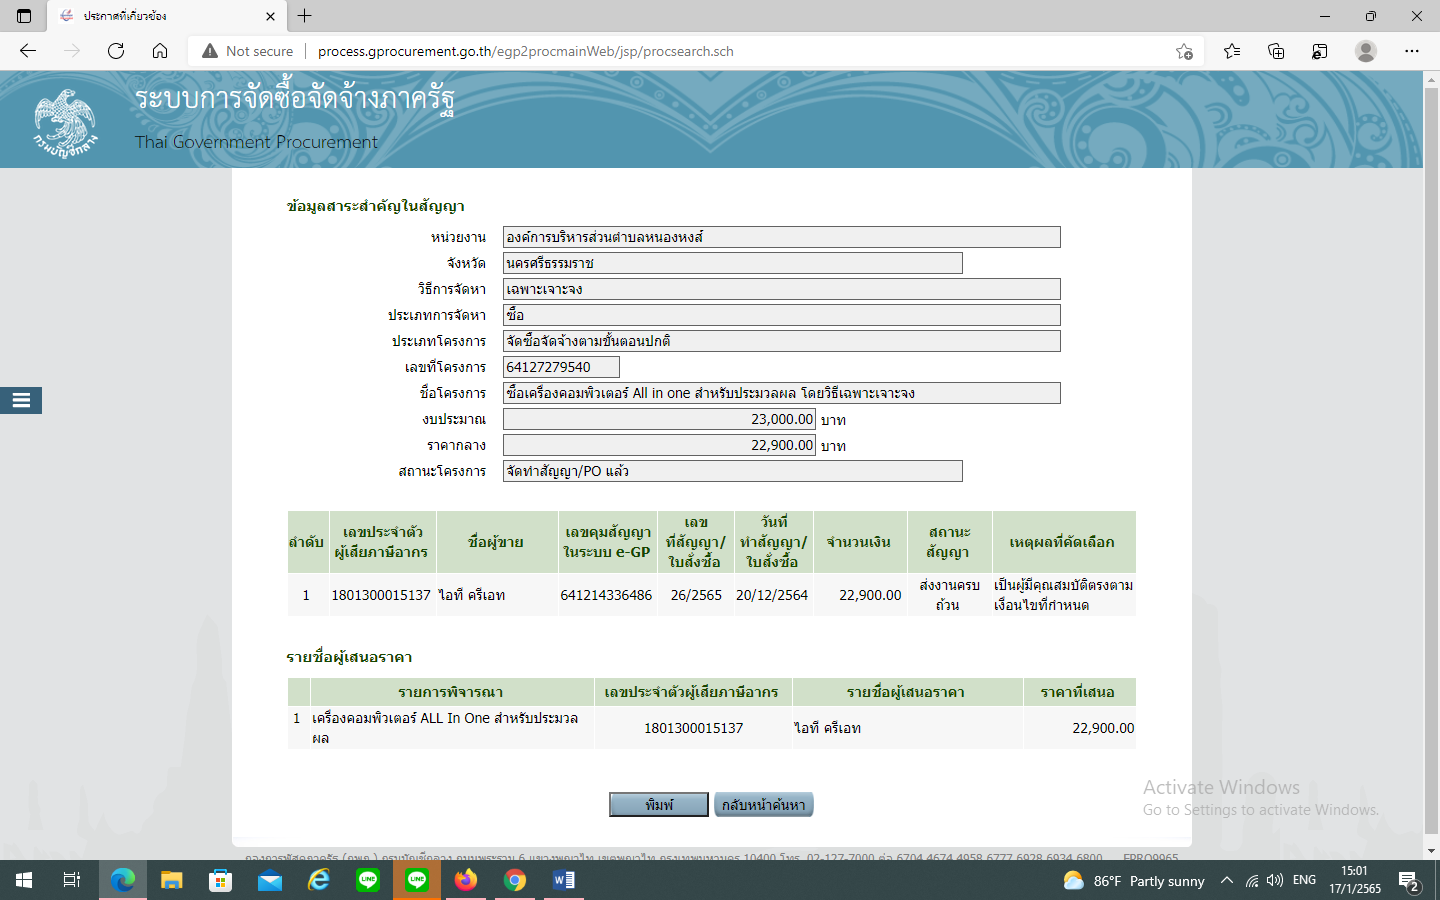 ประกาศที่เกี่ยวข้อง
Not secure
process.gprocurement.go.th/egp2procmainWeb/jsp/procsearch.sch
ระบบการจัดซื้อจัดจ้างภาครัฐ
Thai Government Procurement
กรมบัญชีกลาง
ข้อมูลสาระสำคัญในสัญญา
หน่วยงาน องค์การบริหารส่วนตำบลหนองหงส์
จังหวัด นครศรีธรรมราช
วิธีการจัดหา เฉพาะเจาะจง
ประเภทการจัดหา ซื้อ
ประเภทโครงการ จัดซื้อจัดจ้างตามขั้นตอนปกติ
เลขที่โครงการ 64127279540
ชื่อโครงการ ซื้อเครื่องคอมพิวเตอร์ All in one สำหรับประมวลผล โดยวิธีเฉพาะเจาะจง
งบประมาณ 23,000.00 บาท
ราคากลาง 22,900.00 บาท
สถานะโครงการ จัดทำสัญญา/PO แล้ว
ลำดับ เลขประจำตัวผู้เสียภาษีอากร ชื่อผู้ขาย เลขคุมสัญญาในระบบ e-GP เลขที่สัญญา/ใบสั่งซื้อ วันที่ทำสัญญา/ใบสั่งซื้อ จำนวนเงิน สถานะสัญญา เหตุผลที่คัดเลือก
1 1801300015137 ไอที ครีเอท 641214336486 26/2565 20/12/2564 22,900.00 ส่งงานครบถ้วน เป็นผู้มีคุณสมบัติตรงตามเงื่อนไขที่กำหนด
รายชื่อผู้เสนอราคา
รายการพิจารณา เลขประจำตัวผู้เสียภาษีอากร รายชื่อผู้เสนอราคา ราคาที่เสนอ
1 เครื่องคอมพิวเตอร์ ALL In One สำหรับประมวลผล 1801300015137 ไอที ครีเอท 22,900.00
พิมพ์ กลับหน้าค้นหา
Activate Windows
Go to Settings to activate Windows.
86°F Partly sunny
ENG
15:01
17/1/2565
2